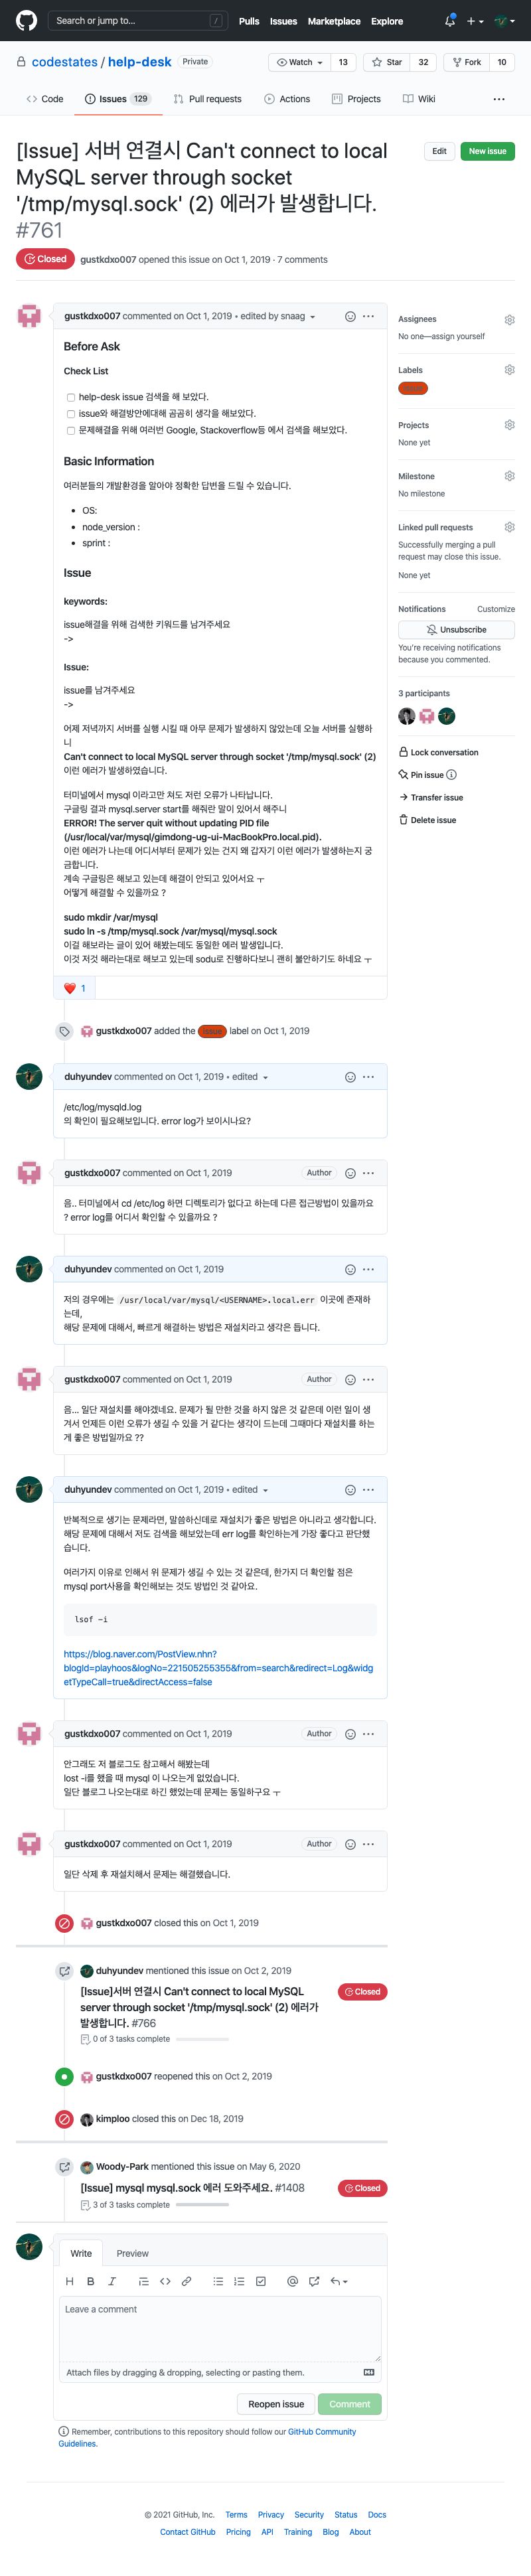 Search or jump to...
/
Pulls Issues Marketplace Explore
codestates / help-desk Private
Watch 13 Star 32 Fork 10
Code Issues 129 Pull requests Actions Projects Wiki
[Issue] 서버 연결시 Can't connect to local
MySQL server through socket
'/tmp/mysql.sock' (2) 에러가 발생합니다.
#761
Edit New issue
Closed gustkdxo007 opened this issue on Oct 1, 2019 · 7 comments
gustkdxo007 commented on Oct 1, 2019 • edited by snaag
Before Ask
Check List
help-desk issue 검색을 해 보았다.
issue와 해결방안에대해 곰곰히 생각을 해보았다.
문제해결을 위해 여러번 Google, Stackoverflow등 에서 검색을 해보았다.
Basic Information
여러분들의 개발환경을 알아야 정확한 답변을 드릴 수 있습니다.
• OS:
• node_version :
• sprint :
Issue
keywords:
issue해결을 위해 검색한 키워드를 남겨주세요
->
Issue:
issue를 남겨주세요
->
어제 저녁까지 서버를 실행 시킬 때 아무 문제가 발생하지 않았는데 오늘 서버를 실행하
니
Can't connect to local MySQL server through socket '/tmp/mysql.sock' (2)
이런 에러가 발생하였습니다.
터미널에서 mysql 이라고만 쳐도 저런 오류가 나타납니다.
구글링 결과 mysql.server start를 해줘란 말이 있어서 해주니
ERROR! The server quit without updating PID file
(/usr/local/var/mysql/gimdong-ug-ui-MacBookPro.local.pid).
이런 에러가 나는데 어디서부터 문제가 있는 건지 왜 갑자기 이런 에러가 발생하는지 궁
금합니다.
계속 구글링은 해보고 있는데 해결이 안되고 있어서요 ㅜ
어떻게 해결할 수 있을까요 ?
sudo mkdir /var/mysql
sudo ln -s /tmp/mysql.sock /var/mysql/mysql.sock
이걸 해보라는 글이 있어 해봤는데도 동일한 에러 발생입니다.
이것 저것 해라는대로 해보고 있는데 sodu로 진행하다보니 괜히 불안하기도 하네요 ㅜ
❤️ 1
Assignees
No one—assign yourself
Labels
Projects
None yet
Milestone
No milestone
Linked pull requests
Successfully merging a pull
request may close this issue.
None yet
Notifications Customize
Unsubscribe
You're receiving notifications
because you commented.
3 participants
Lock conversation
Pin issue
Transfer issue
Delete issue
gustkdxo007 added the issue label on Oct 1, 2019
duhyundev commented on Oct 1, 2019 • edited
/etc/log/mysqld.log
의 확인이 필요해보입니다. error log가 보이시나요?
gustkdxo007 commented on Oct 1, 2019 Author
음.. 터미널에서 cd /etc/log 하면 디렉토리가 없다고 하는데 다른 접근방법이 있을까요
? error log를 어디서 확인할 수 있을까요 ?
duhyundev commented on Oct 1, 2019
저의 경우에는 /usr/local/var/mysql/<USERNAME>.local.err 이곳에 존재하
는데,
해당 문제에 대해서, 빠르게 해결하는 방법은 재설치라고 생각은 듭니다.
gustkdxo007 commented on Oct 1, 2019 Author
음... 일단 재설치를 해야겠네요. 문제가 될 만한 것을 하지 않은 것 같은데 이런 일이 생
겨서 언제든 이런 오류가 생길 수 있을 거 같다는 생각이 드는데 그때마다 재설치를 하는
게 좋은 방법일까요 ??
duhyundev commented on Oct 1, 2019 • edited
반복적으로 생기는 문제라면, 말씀하신데로 재설치가 좋은 방법은 아니라고 생각합니다.
해당 문제에 대해서 저도 검색을 해보았는데 err log를 확인하는게 가장 좋다고 판단했
습니다.
여러가지 이유로 인해서 위 문제가 생길 수 있는 것 같은데, 한가지 더 확인할 점은
mysql port사용을 확인해보는 것도 방법인 것 같아요.
lsof -i
https://blog.naver.com/PostView.nhn?
blogId=playhoos&logNo=221505255355&from=search&redirect=Log&widg
etTypeCall=true&directAccess=false
gustkdxo007 commented on Oct 1, 2019 Author
안그래도 저 블로그도 참고해서 해봤는데
lost -i를 했을 때 mysql 이 나오는게 없었습니다.
일단 블로그 나오는대로 하긴 했었는데 문제는 동일하구요 ㅜ
gustkdxo007 commented on Oct 1, 2019 Author
일단 삭제 후 재설치해서 문제는 해결했습니다.
gustkdxo007 closed this on Oct 1, 2019
duhyundev mentioned this issue on Oct 2, 2019
[Issue]서버 연결시 Can't connect to local MySQL
server through socket '/tmp/mysql.sock' (2) 에러가
발생합니다. #766
Closed
0 of 3 tasks complete
gustkdxo007 reopened this on Oct 2, 2019
kimploo closed this on Dec 18, 2019
Woody-Park mentioned this issue on May 6, 2020
[Issue] mysql mysql.sock 에러 도와주세요. #1408
Closed
3 of 3 tasks complete
Write Preview
Leave a comment
Attach files by dragging & dropping, selecting or pasting them.
Reopen issue Comment
Remember, contributions to this repository should follow our GitHub Community
Guidelines.
© 2021 GitHub, Inc. Terms Privacy Security Status Docs
Contact GitHub Pricing API Training Blog About